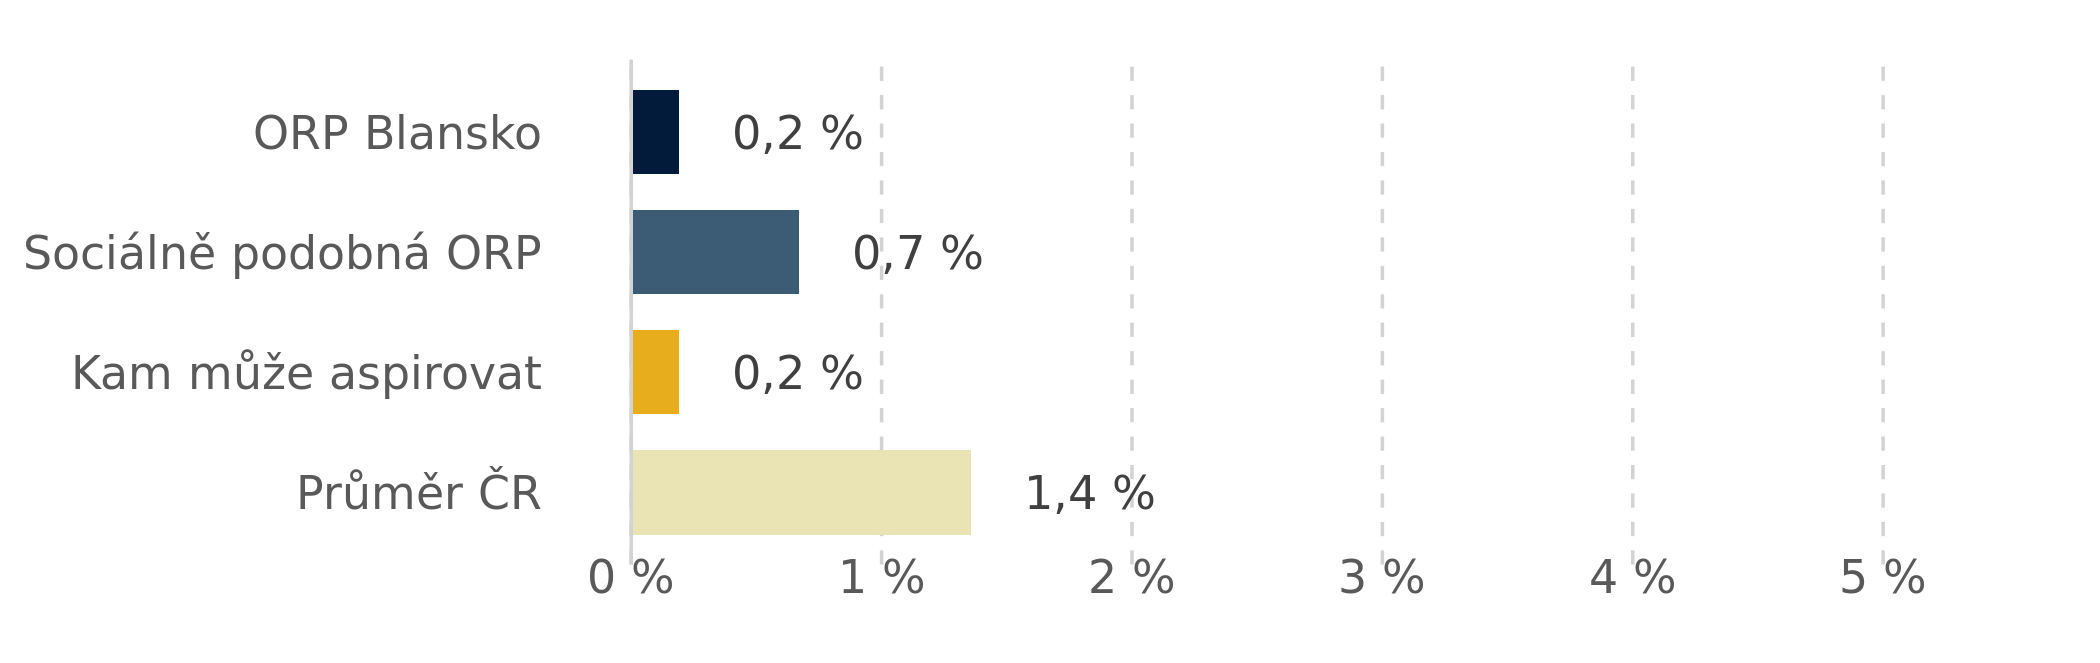 ORP Blansko 0,2 %
Sociálně podobná ORP 0,7 %
Kam může aspirovat 0,2 %
Průměr ČR 1,4 %
0 % 1 % 2 % 3 % 4 % 5 %